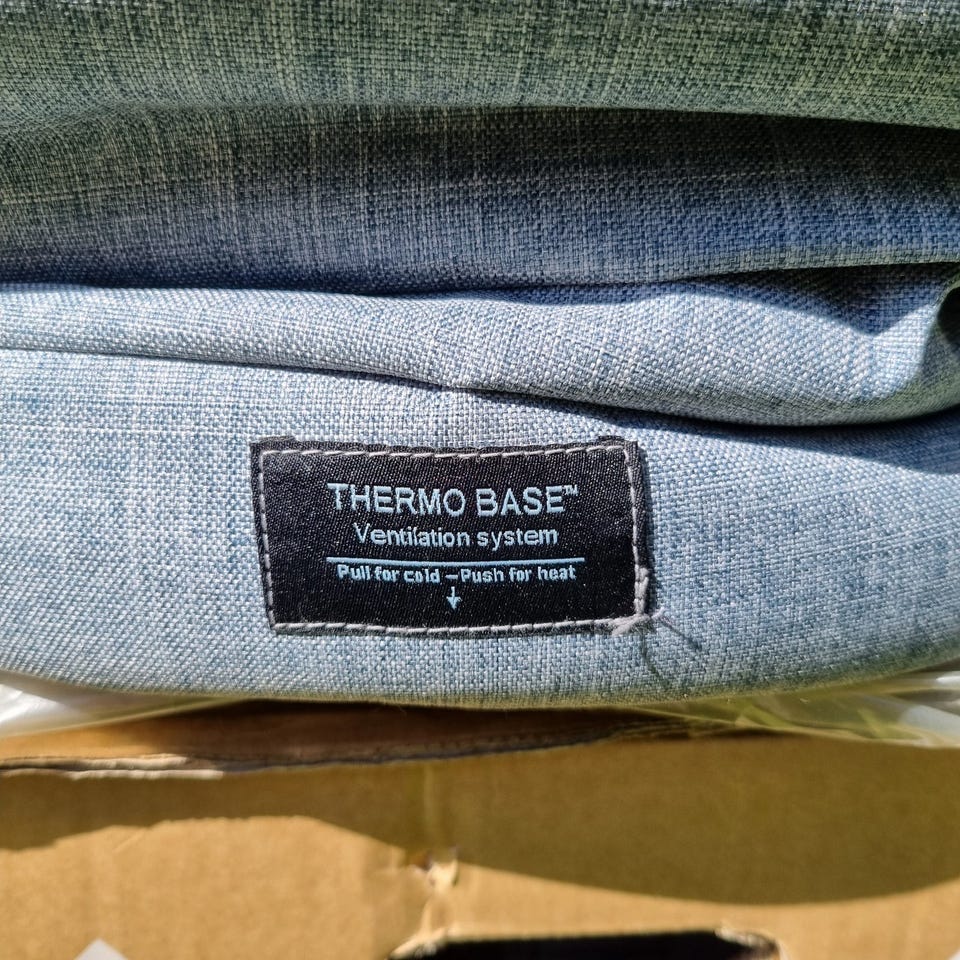 THERMO BASE™
Ventilation system
Pull for cold – Push for heat